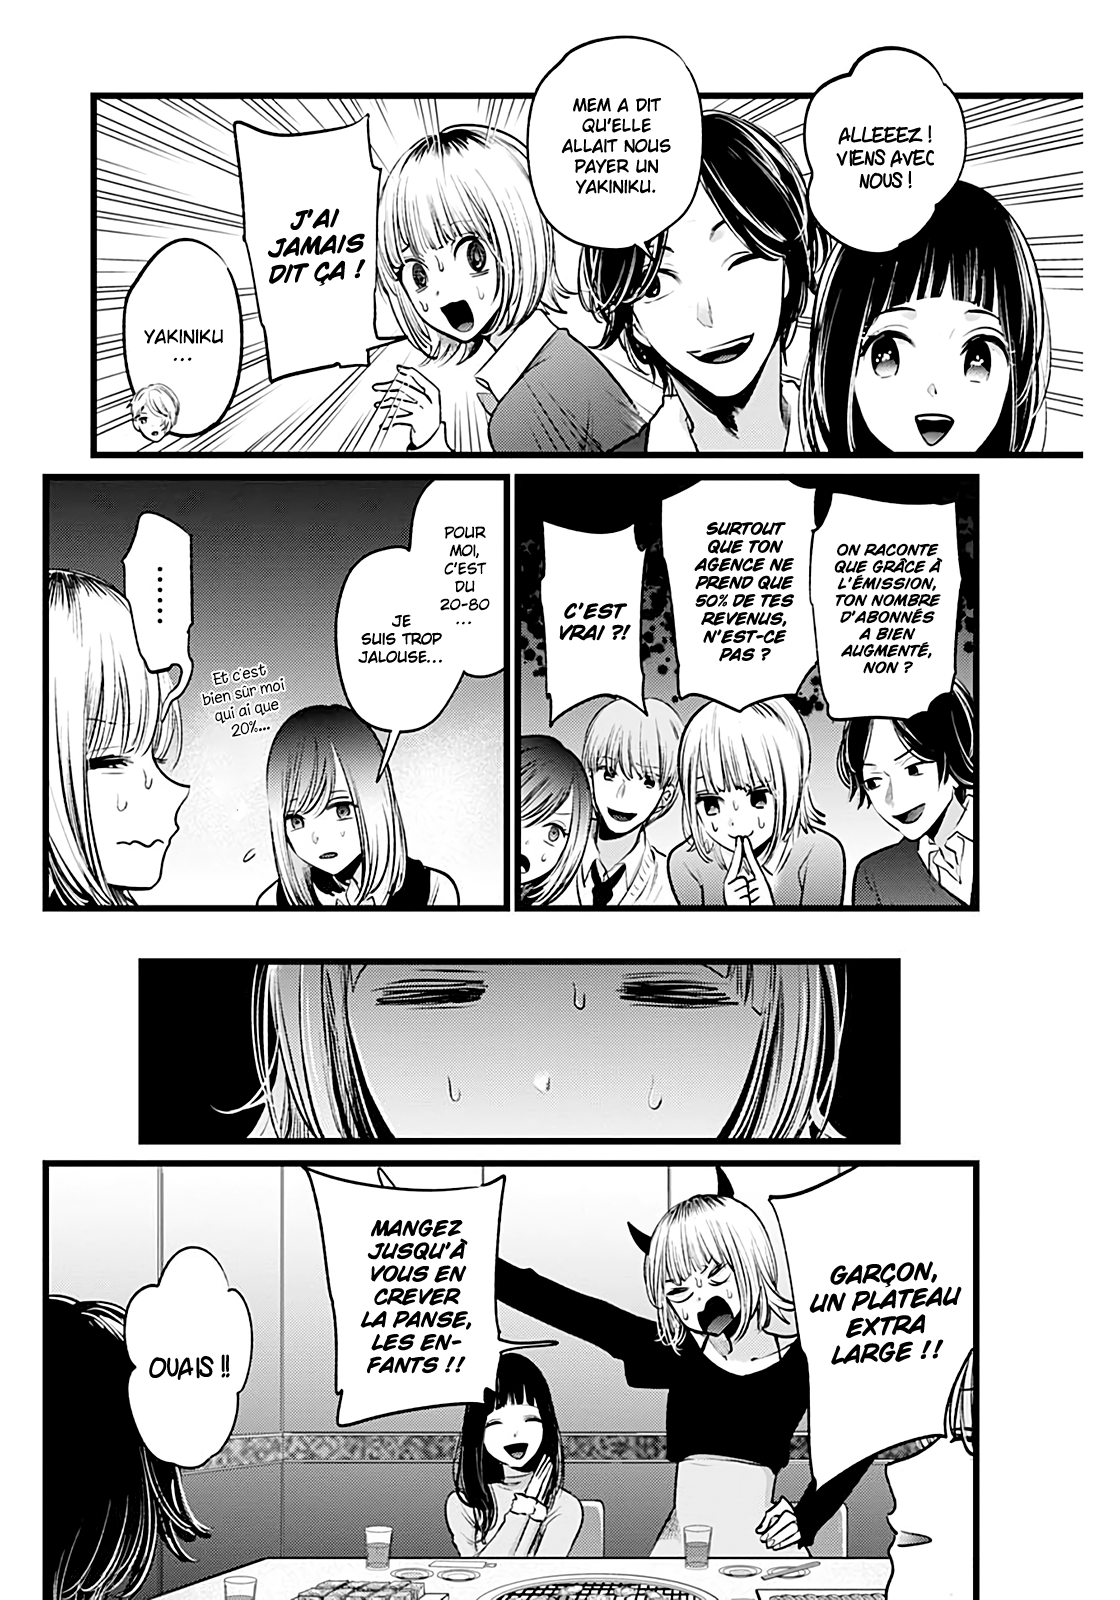 ALLEEEZ !
VIENS AVEC
NOUS !
MEM A DIT
QU'ELLE
ALLAIT NOUS
PAYER UN
YAKINIKU.
J'AI
JAMAIS
DIT ÇA !
YAKINIKU
...
ON RACONTE
QUE GRÂCE À
L'ÉMISSION,
TON NOMBRE
D'ABONNÉS
A BIEN
AUGMENTÉ,
NON ?
SURTOUT
QUE TON
AGENCE NE
PREND QUE
50% DE TES
REVENUS,
N'EST-CE
PAS ?
C'EST
VRAI ?!
POUR
MOI,
C'EST
DU
20-80
...
JE
SUIS TROP
JALOUSE...
Et c'est
bien sûr moi
qui ai que
20%...
......
GARÇON,
UN PLATEAU
EXTRA
LARGE !!
MANGEZ
JUSQU'À
VOUS EN
CREVER
LA PANSE,
LES EN-
FANTS !!
OUAIS !!